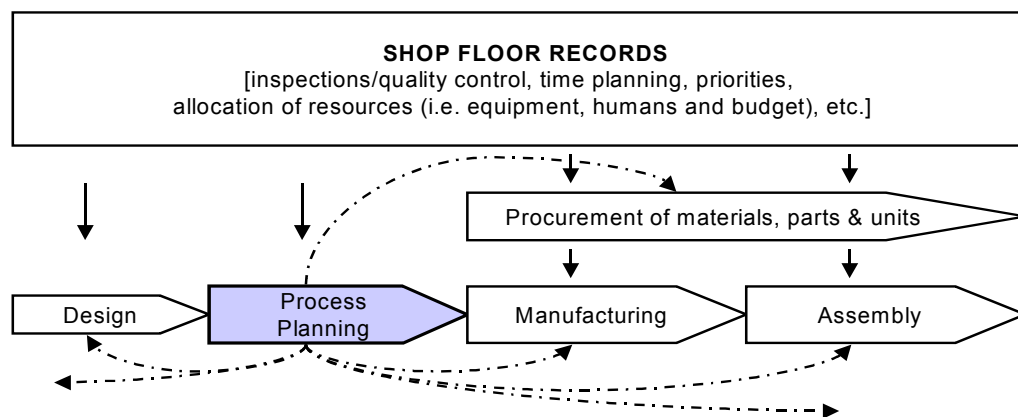 SHOP FLOOR RECORDS
[inspections/quality control, time planning, priorities,
allocation of resources (i.e. equipment, humans and budget), etc.]
Procurement of materials, parts & units
Design
Process
Planning
Manufacturing
Assembly